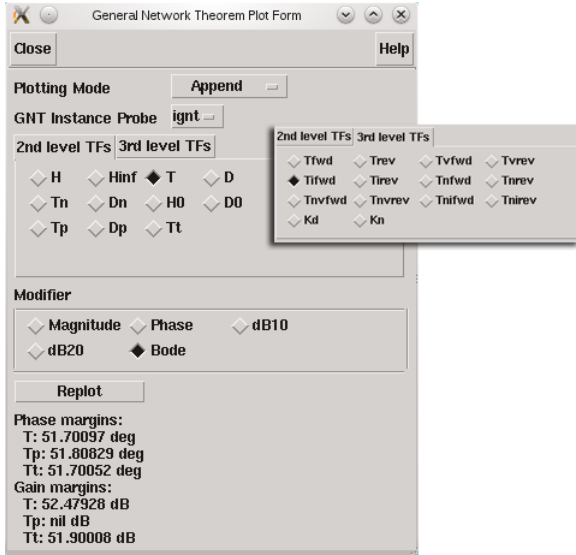 General Network Theorem Plot Form
Close Help
Plotting Mode Append
GNT Instance Probe ignt
2nd level TFs 3rd level TFs
H Hinf T D
Tn Dn H0 D0
Tp Dp Tt
2nd level TFs 3rd level TFs
Tfwd Trev Tvfwd Tvrev
Tifwd Tirev Tnfwd Tnrev
Tnvfwd Tnvrev Tnifwd Tnirev
Kd Kn
Modifier
Magnitude Phase dB10
dB20 Bode
Replot
Phase margins:
T: 51.70097 deg
Tp: 51.80829 deg
Tt: 51.70052 deg
Gain margins:
T: 52.47928 dB
Tp: nil dB
Tt: 51.90008 dB